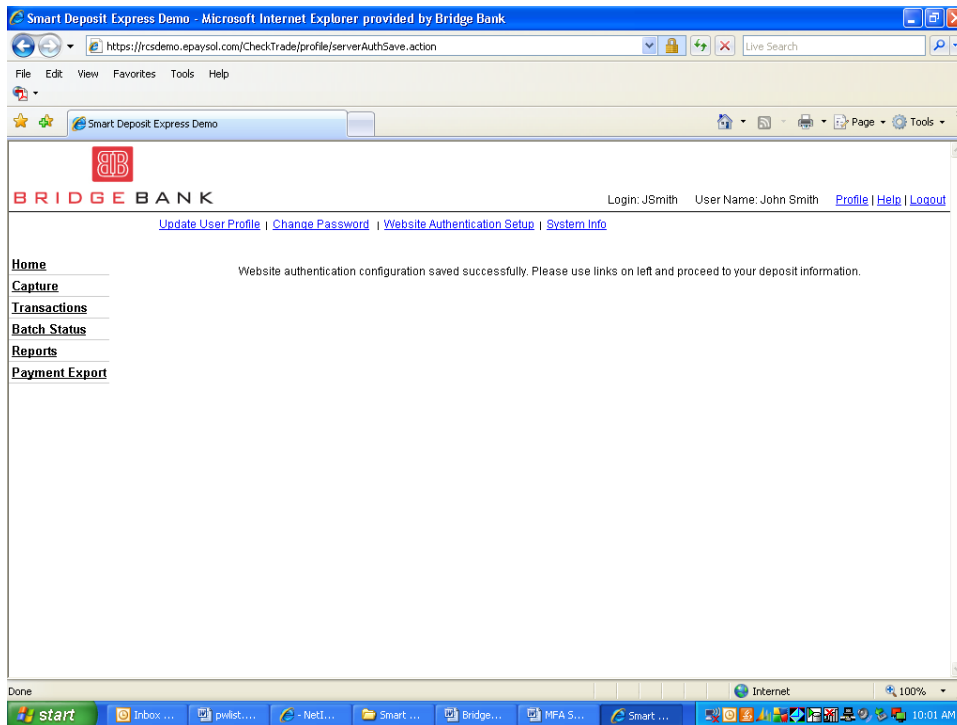 Smart Deposit Express Demo - Microsoft Internet Explorer provided by Bridge Bank
https://rcsdemo.epaysol.com/CheckTrade/profile/serverAuthSave.action
Live Search
File Edit View Favorites Tools Help
Smart Deposit Express Demo
Page Tools
BB
BRIDGE BANK
Login: JSmith User Name: John Smith Profile | Help | Logout
Update User Profile | Change Password | Website Authentication Setup | System Info
Home
Website authentication configuration saved successfully. Please use links on left and proceed to your deposit information.
Capture
Transactions
Batch Status
Reports
Payment Export
Done Internet 100%
start Inbox ... pwlist.... - NetI... Smart ... Bridge... MFA S... Smart ... 10:01 AM